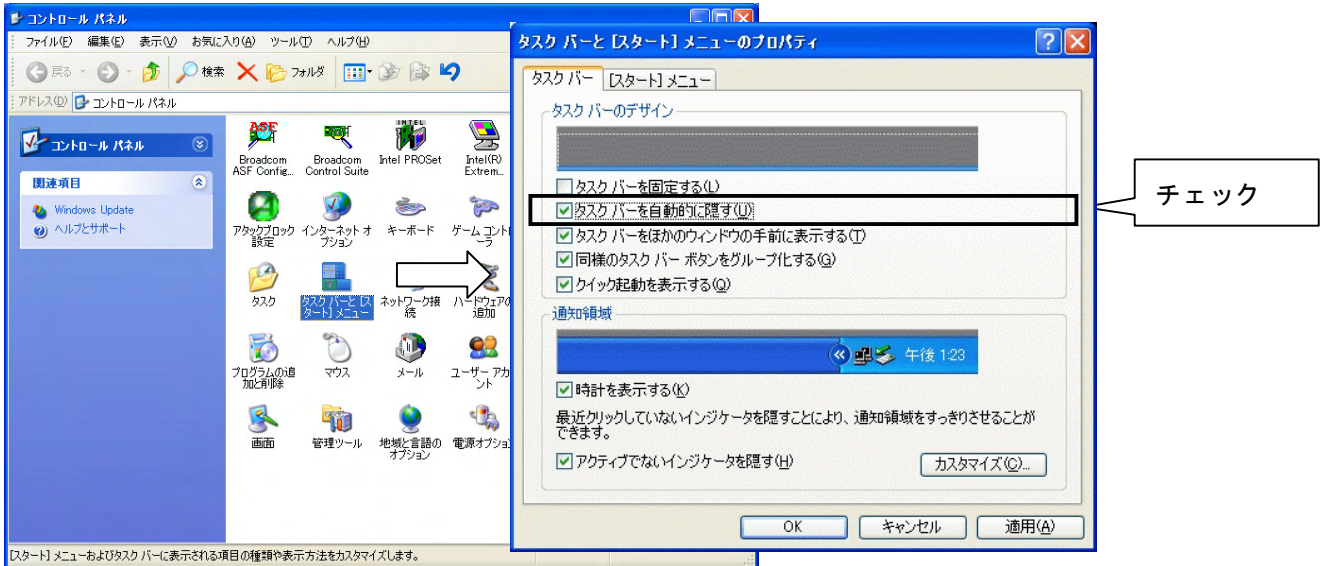 コントロール パネル
ファイル(F) 編集(E) 表示(V) お気に入り(A) ツール(T) ヘルプ(H)
戻る 検索 フォルダ
アドレス(D) コントロール パネル
コントロール パネル
関連項目
Windows Update
ヘルプとサポート
Broadcom ASF Config...
Broadcom Control Suite
Intel PROSet
Intel(R) Extrem...
アタックブロック設定
インターネット オプション
キーボード
ゲーム コント
ーラ
タスク
タスク バーと [スタート] メニュー
ネットワーク接続
ハードウェアの追加
プログラムの追加と削除
マウス
メール
ユーザー アカ
ント
画面
管理ツール
地域と言語のオプション
電源オプショ
[スタート] メニューおよびタスク バーに表示される項目の種類や表示方法をカスタマイズします。
タスク バーと [スタート] メニューのプロパティ
タスク バー [スタート] メニュー
タスク バーのデザイン
タスク バーを固定する(L)
タスク バーを自動的に隠す(U)
タスク バーをほかのウィンドウの手前に表示する(T)
同様のタスク バー ボタンをグループ化する(G)
クイック起動を表示する(Q)
通知領域
午後 1:23
時計を表示する(K)
最近クリックしていないインジケータを隠すことにより、通知領域をすっきりさせることが
できます。
アクティブでないインジケータを隠す(H) カスタマイズ(C)...
OK キャンセル 適用(A)
チェック